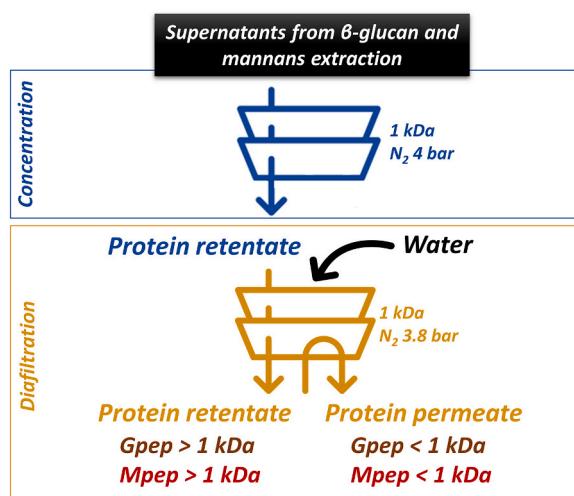 Supernatants from β-glucan and
mannans extraction
Concentration
1 kDa
N₂ 4 bar
Diafiltration
Protein retentate
Water
1 kDa
N₂ 3.8 bar
Protein retentate
Protein permeate
Gpep > 1 kDa
Gpep < 1 kDa
Mpep > 1 kDa
Mpep < 1 kDa